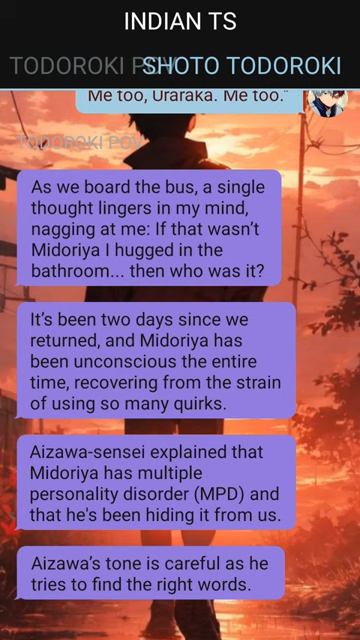 INDIAN TS
TODOROKI POV
SHOTO TODOROKI
Me too, Uraraka. Me too."
TODOROKI POV
As we board the bus, a single
thought lingers in my mind,
nagging at me: If that wasn't
Midoriya I hugged in the
bathroom... then who was it?
It's been two days since we
returned, and Midoriya has
been unconscious the entire
time, recovering from the strain
of using so many quirks.
Aizawa-sensei explained that
Midoriya has multiple
personality disorder (MPD) and
that he's been hiding it from us.
Aizawa's tone is careful as he
tries to find the right words.